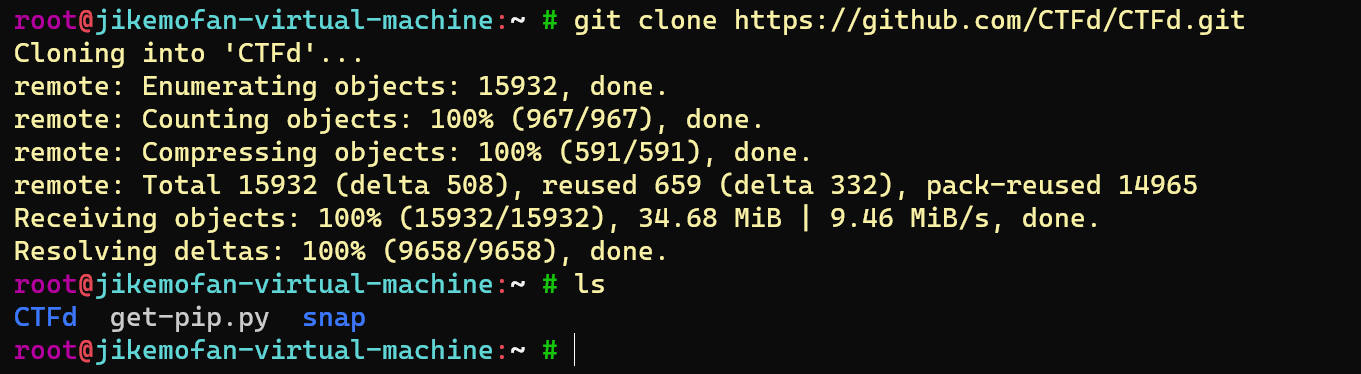 root@jikemofan-virtual-machine:~ # git clone https://github.com/CTFd/CTFd.git
Cloning into 'CTFd'...
remote: Enumerating objects: 15932, done.
remote: Counting objects: 100% (967/967), done.
remote: Compressing objects: 100% (591/591), done.
remote: Total 15932 (delta 508), reused 659 (delta 332), pack-reused 14965
Receiving objects: 100% (15932/15932), 34.68 MiB | 9.46 MiB/s, done.
Resolving deltas: 100% (9658/9658), done.
root@jikemofan-virtual-machine:~ # ls
CTFd  get-pip.py  snap
root@jikemofan-virtual-machine:~ #